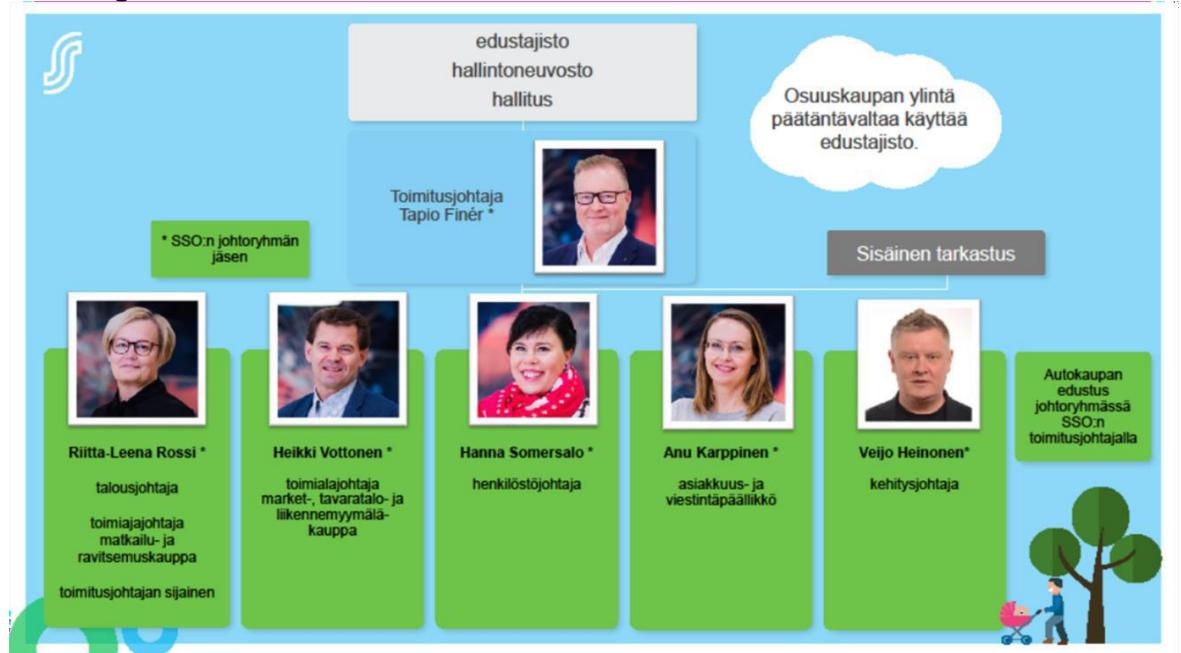 edustajisto
hallintoneuvosto
hallitus
Osuuskaupan ylintä
päätäntävaltaa käyttää
edustajisto.
Toimitusjohtaja
Tapio Finér *
* SSO:n johtoryhmän
jäsen
Sisäinen tarkastus
Riitta-Leena Rossi *
talousjohtaja
toimiajajohtaja
matkailu- ja
ravitsemuskauppa
toimitusjohtajan sijainen
Heikki Vottonen *
toimialajohtaja
market-, tavaratalo- ja
liikennemyymälä-
kauppa
Hanna Somersalo *
henkilöstöjohtaja
Anu Karppinen *
asiakkuus- ja
viestintäpäällikkö
Veijo Heinonen*
kehitysjohtaja
Autokaupan
edustus
johtoryhmässä
SSO:n
toimitusjohtajalla